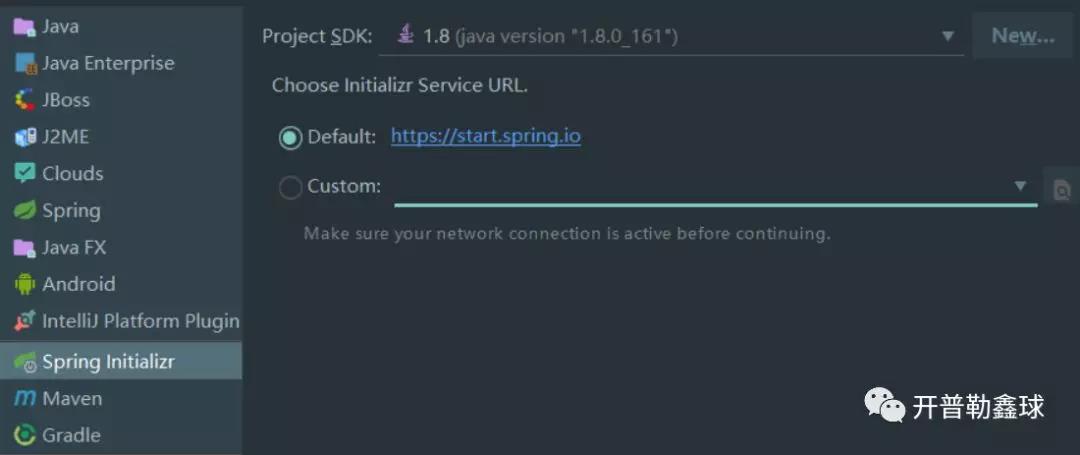 Java
Java Enterprise
JBoss
J2ME
Clouds
Spring
Java FX
Android
IntelliJ Platform Plugin
Spring Initializr
Maven
Gradle
Project SDK: 1.8 (java version "1.8.0_161") New...
Choose Initializr Service URL.
Default: https://start.spring.io
Custom:
Make sure your network connection is active before continuing.
开普勒鑫球